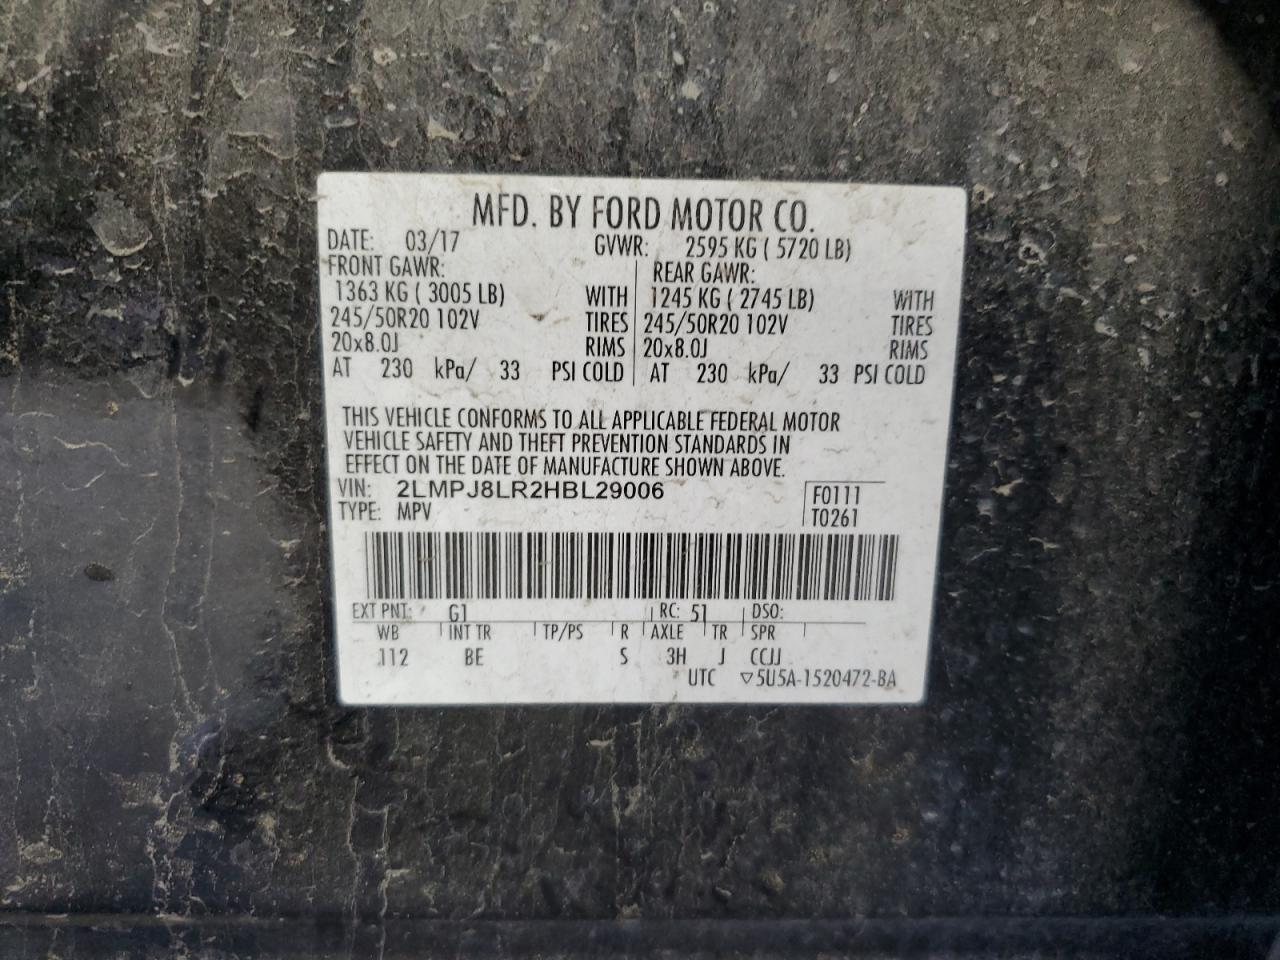 MFD. BY FORD MOTOR CO.
DATE: 03/17 GVWR: 2595 KG ( 5720 LB)
FRONT GAWR: REAR GAWR:
1363 KG ( 3005 LB) WITH 1245 KG ( 2745 LB) WITH
245/50R20 102V TIRES 245/50R20 102V TIRES
20x8.0J RIMS 20x8.0J RIMS
AT 230 kPa/ 33 PSI COLD AT 230 kPa/ 33 PSI COLD
THIS VEHICLE CONFORMS TO ALL APPLICABLE FEDERAL MOTOR
VEHICLE SAFETY AND THEFT PREVENTION STANDARDS IN
EFFECT ON THE DATE OF MANUFACTURE SHOWN ABOVE.
VIN: 2LMPJ8LR2HBL29006 F0111
TYPE: MPV T0261
EXT PNT: G1 RC: 51 DSO:
WB INT TR TP/PS R AXLE TR SPR
112 BE S 3H J CCJJ
UTC ▽5U5A-1520472-BA